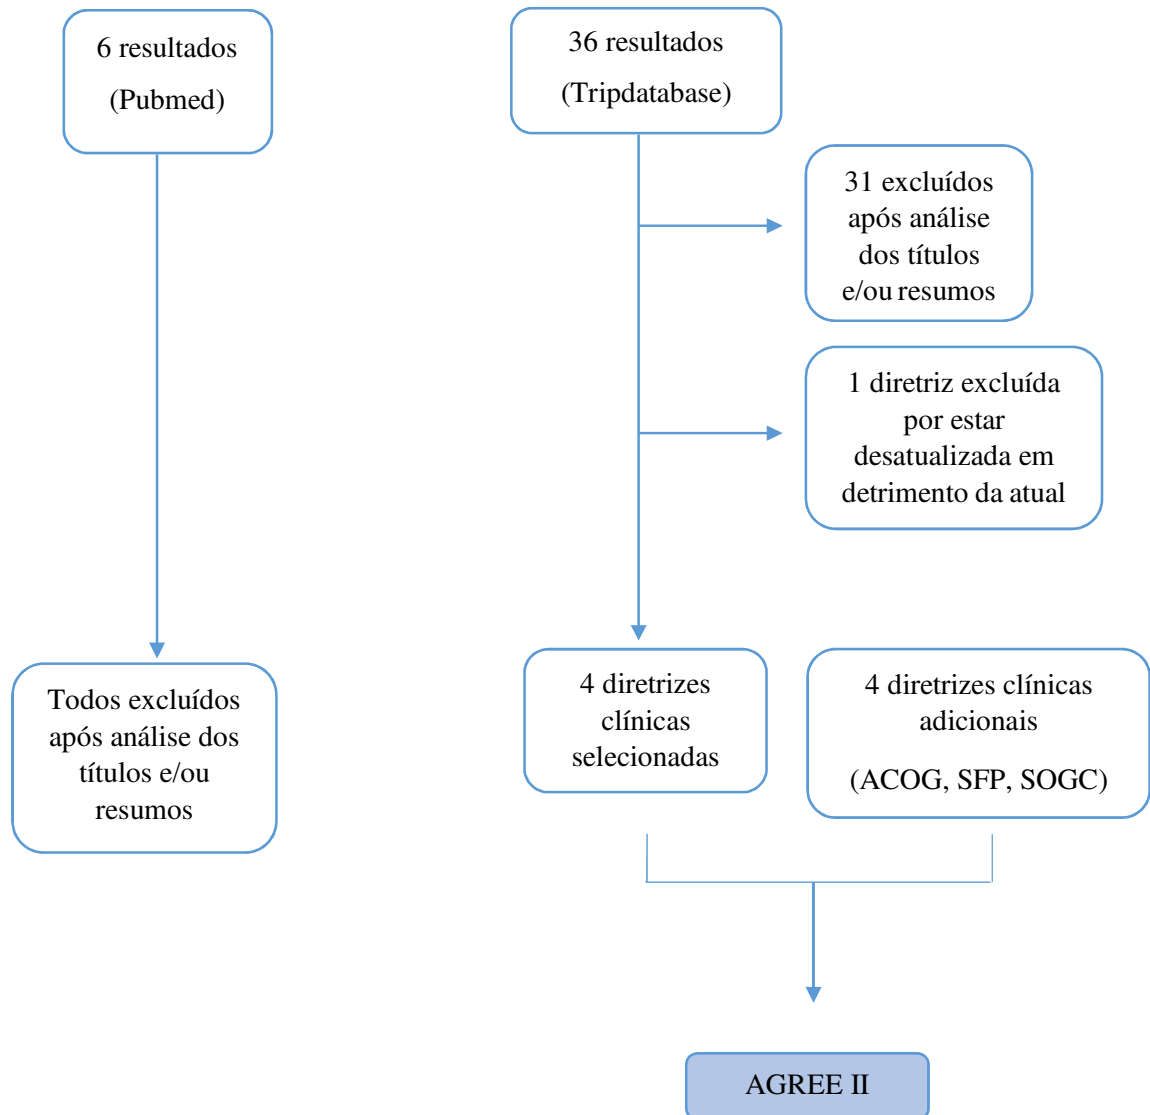 6 resultados
(Pubmed)
36 resultados
(Tripdatabase)
31 excluídos
após análise
dos títulos
e/ou resumos
1 diretriz excluída
por estar
desatualizada em
detrimento da atual
Todos excluídos
após análise dos
títulos e/ou
resumos
4 diretrizes
clínicas
selecionadas
4 diretrizes clínicas
adicionais
(ACOG, SFP, SOGC)
AGREE II